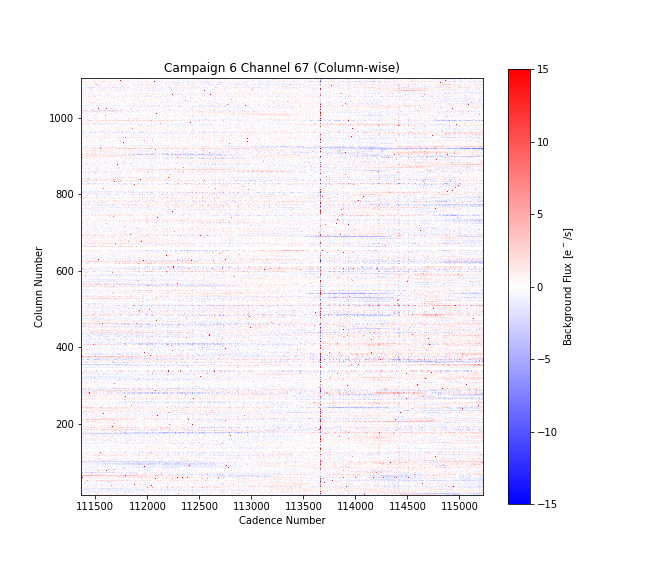 Campaign 6 Channel 67 (Column-wise)
1000
800
600
400
200
Column Number
111500 112000 112500 113000 113500 114000 114500 115000
Cadence Number
15
10
5
0
−5
−10
−15
Background Flux [e⁻/s]